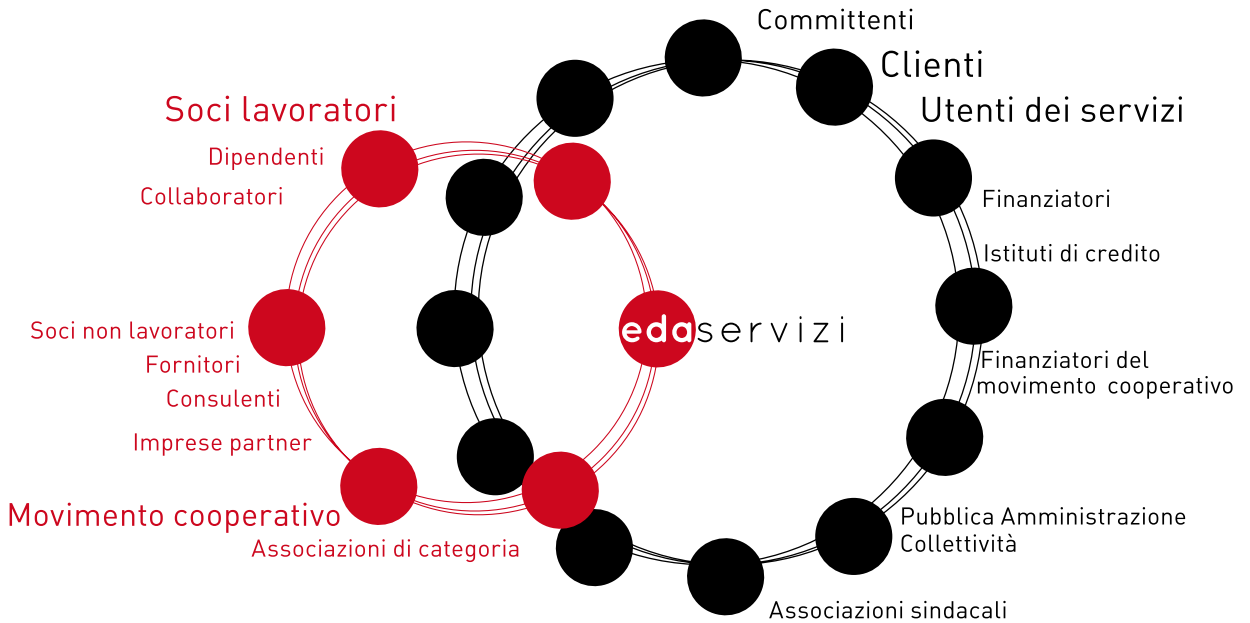 Committenti
Clienti
Utenti dei servizi
Soci lavoratori
Dipendenti
Collaboratori
Finanziatori
Istituti di credito
Soci non lavoratori
edaservizi
Fornitori
Finanziatori del
movimento cooperativo
Consulenti
Imprese partner
Movimento cooperativo
Associazioni di categoria
Pubblica Amministrazione
Collettività
Associazioni sindacali